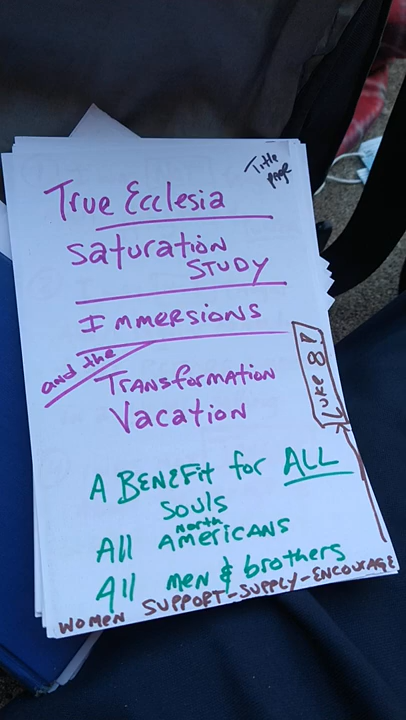 Title
page
True Ecclesia
Saturation
STUDY
IMMERSIONS
and the
TRANSFORMATION
VACATION
A BENEFit for ALL
SOULS
All north AMERICANS
All men & brothers
WOMEN SUPPORT-SUPPLY-ENCOURAGE
Luke 8